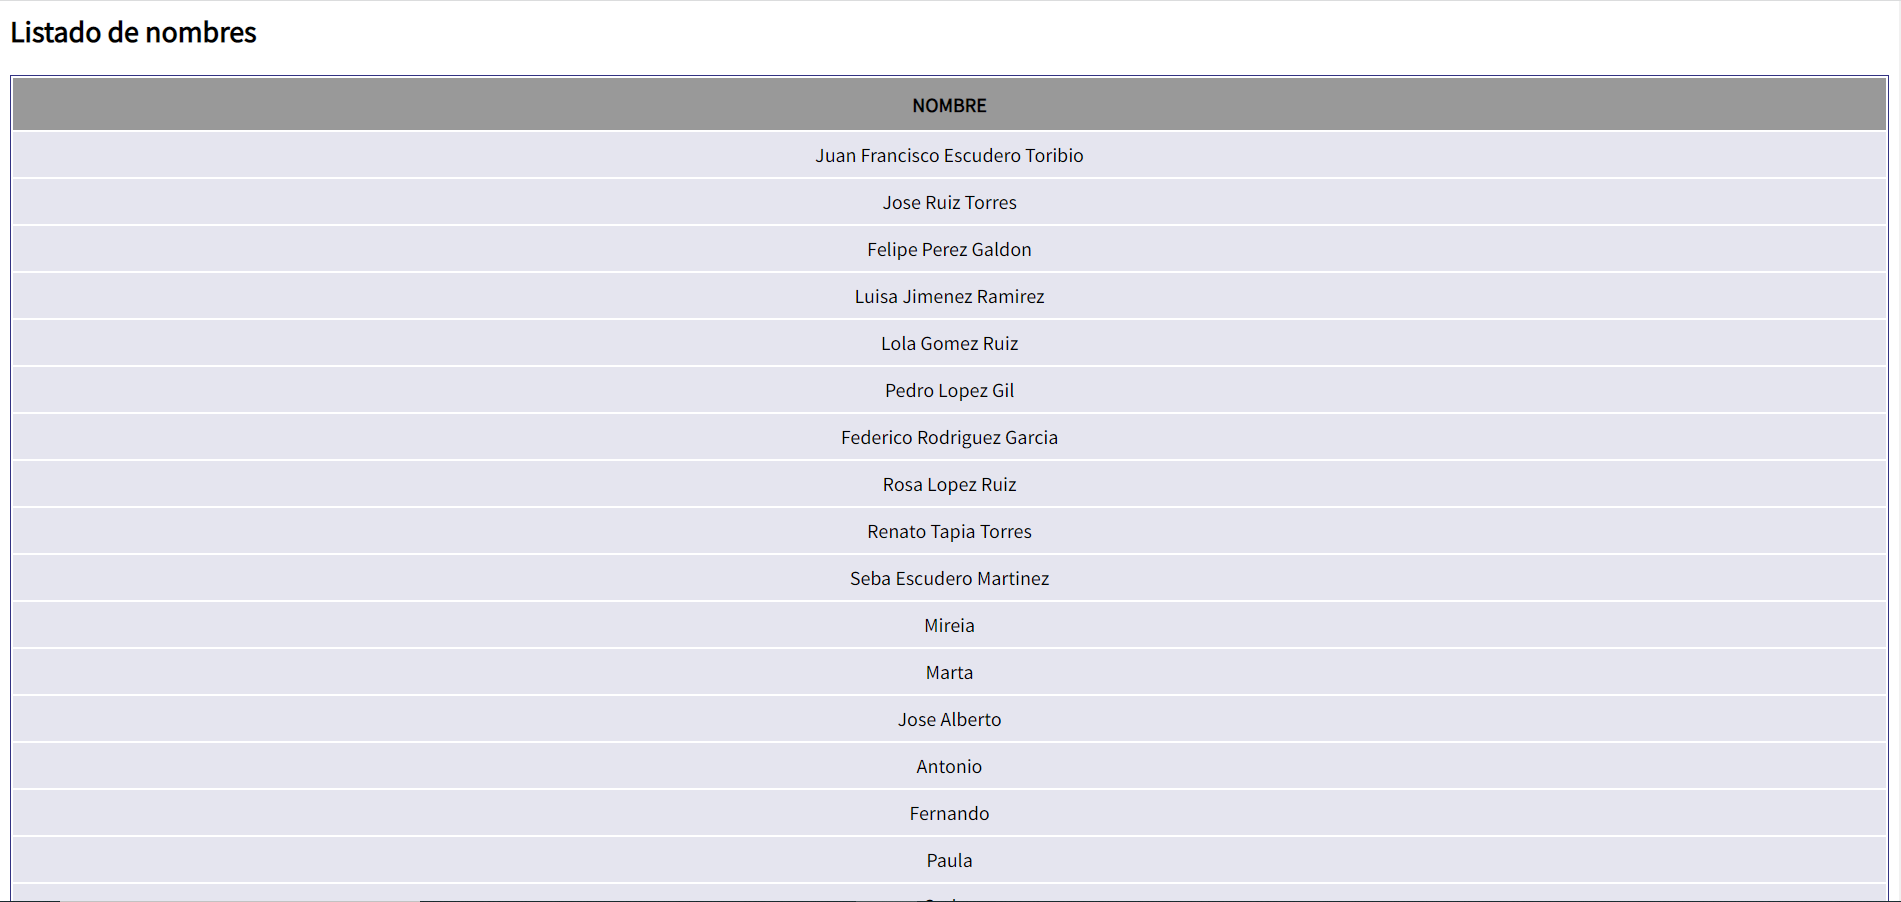 Listado de nombres
NOMBRE
Juan Francisco Escudero Toribio
Jose Ruiz Torres
Felipe Perez Galdon
Luisa Jimenez Ramirez
Lola Gomez Ruiz
Pedro Lopez Gil
Federico Rodriguez Garcia
Rosa Lopez Ruiz
Renato Tapia Torres
Seba Escudero Martinez
Mireia
Marta
Jose Alberto
Antonio
Fernando
Paula